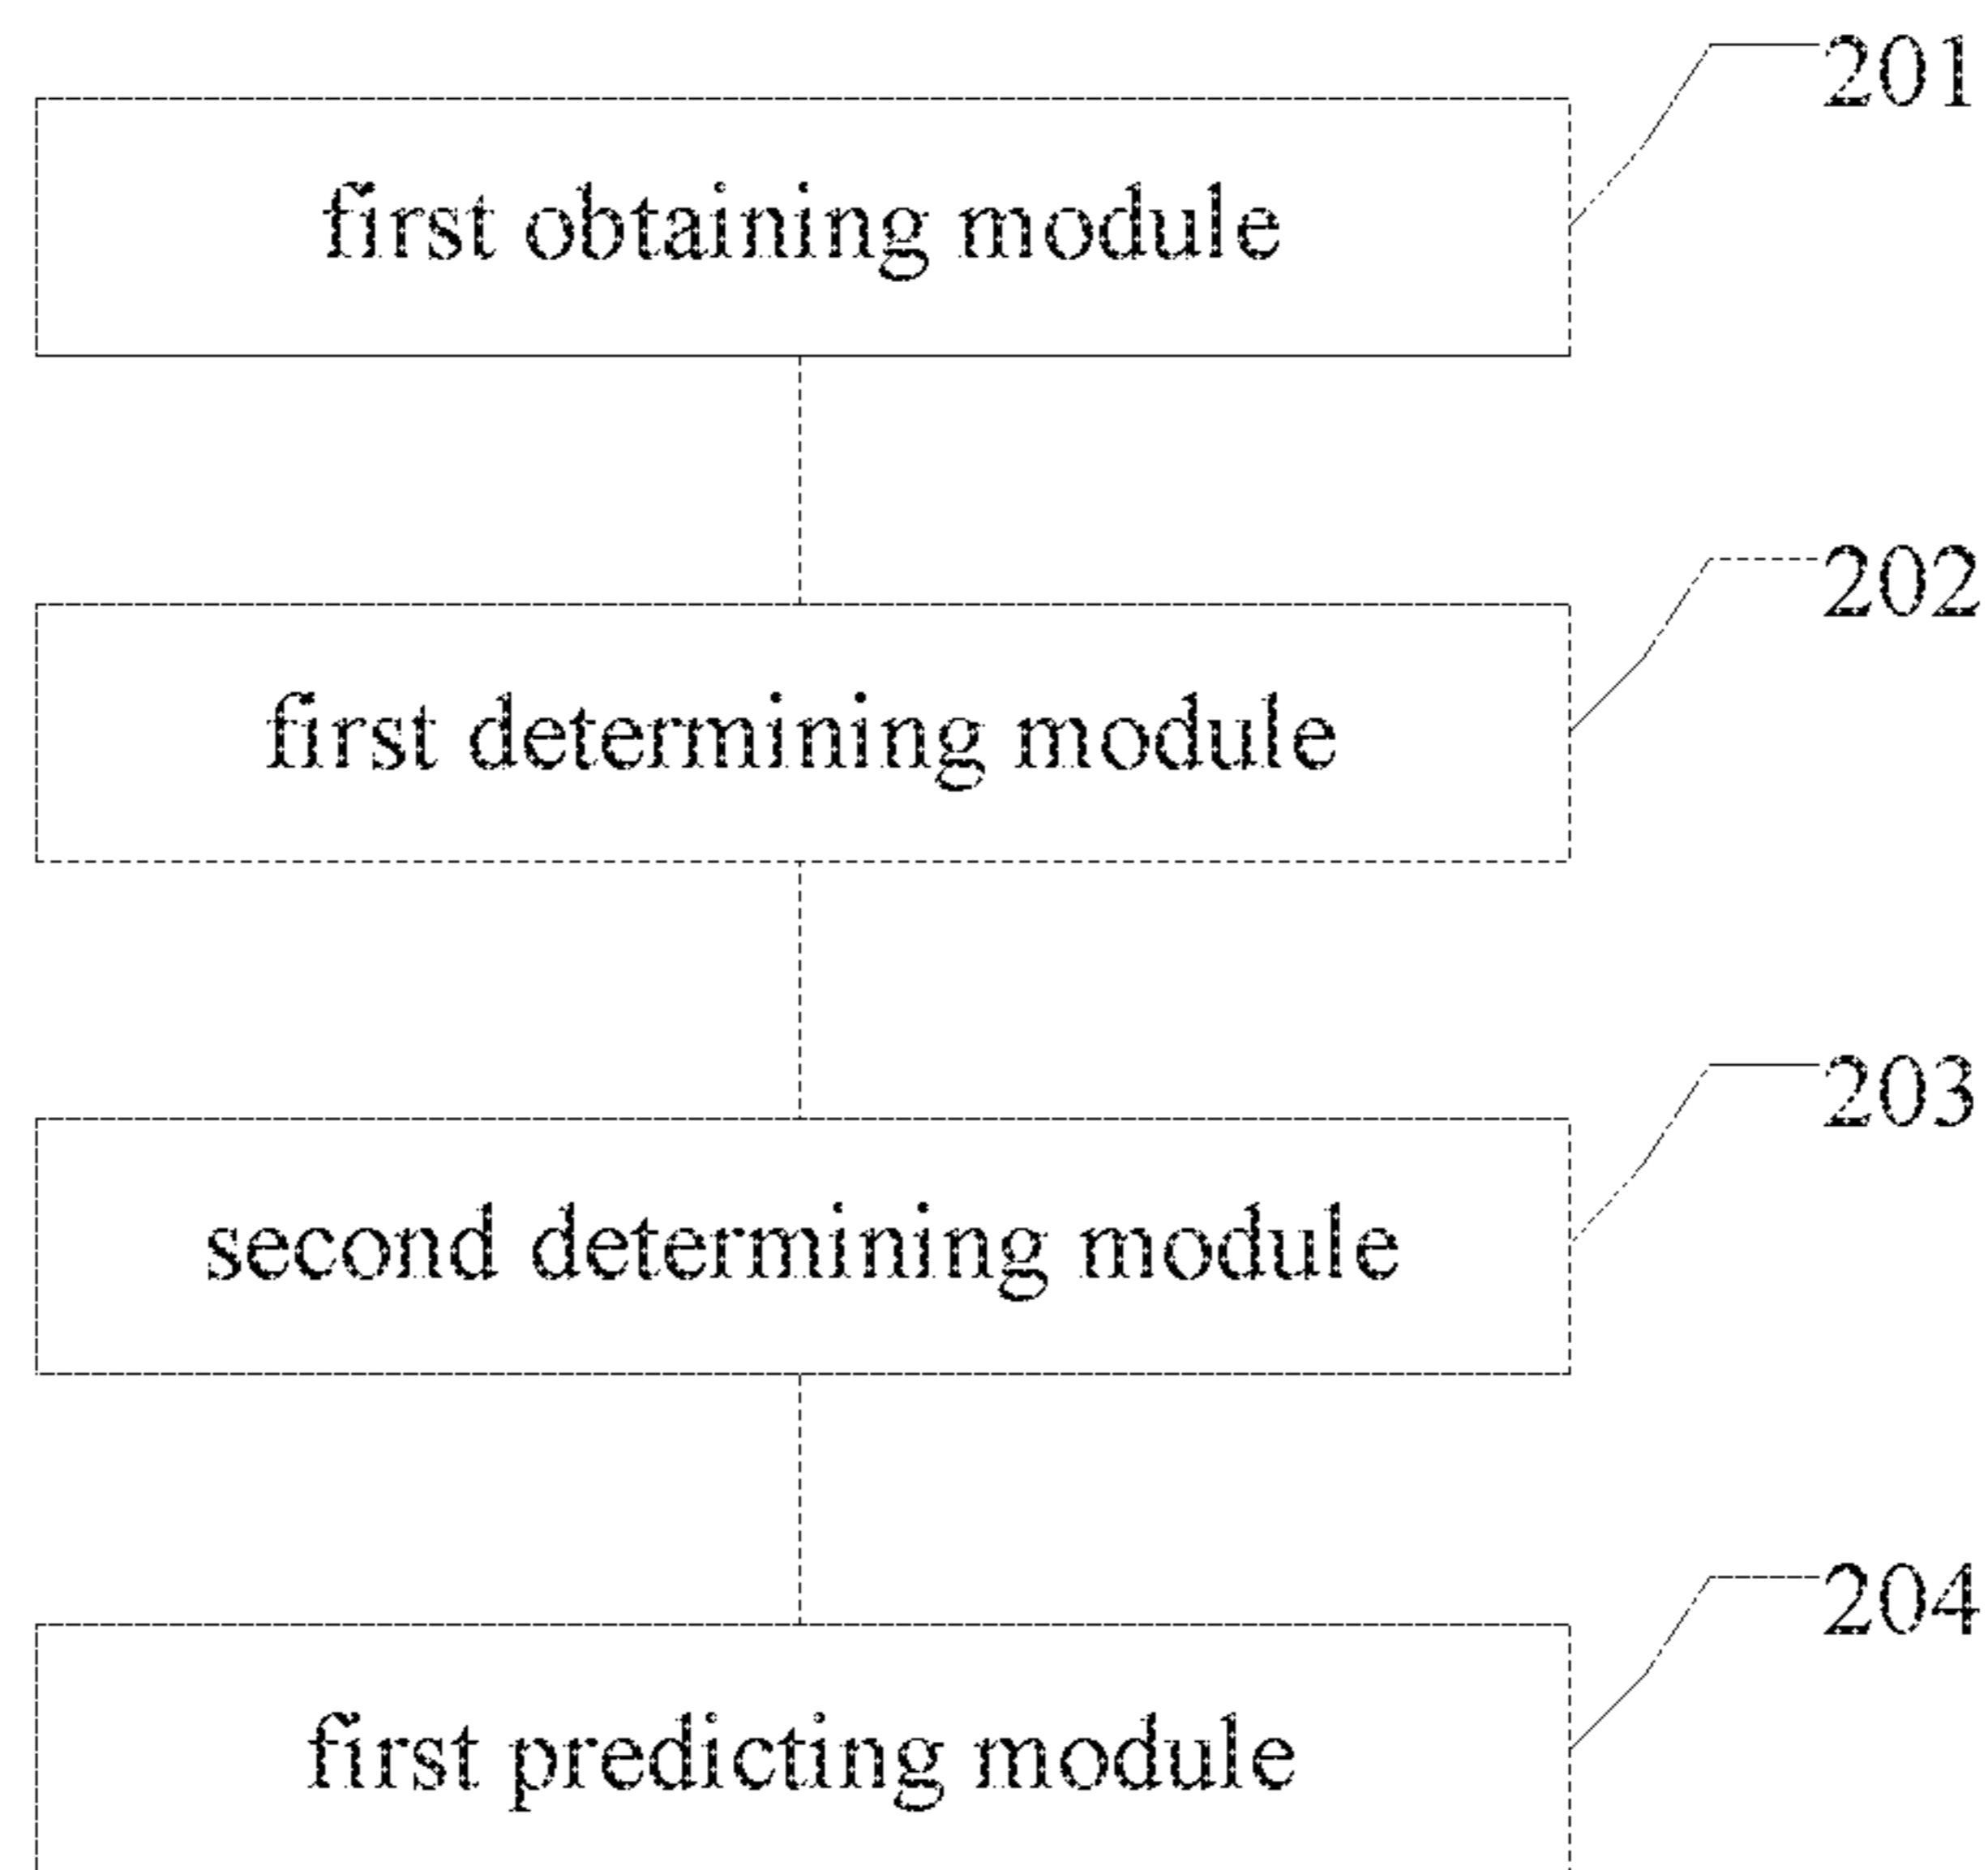 201
first obtaining module
202
first determining module
203
second determining module
204
first predicting module